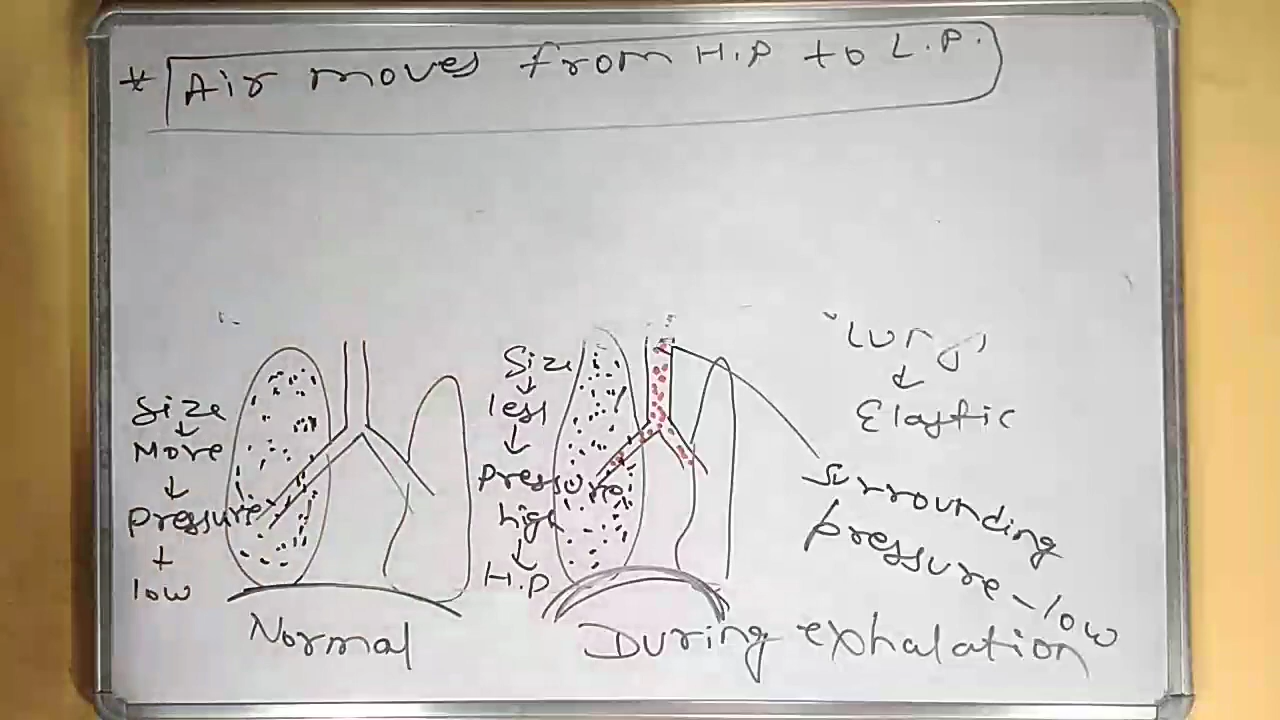 * Air moves from H.P to L.P.
Size
More
Pressure
low
Normal
Size
less
Pressure
high
H.P
During exhalation
"Lung"
Elastic
Surrounding
pressure - low